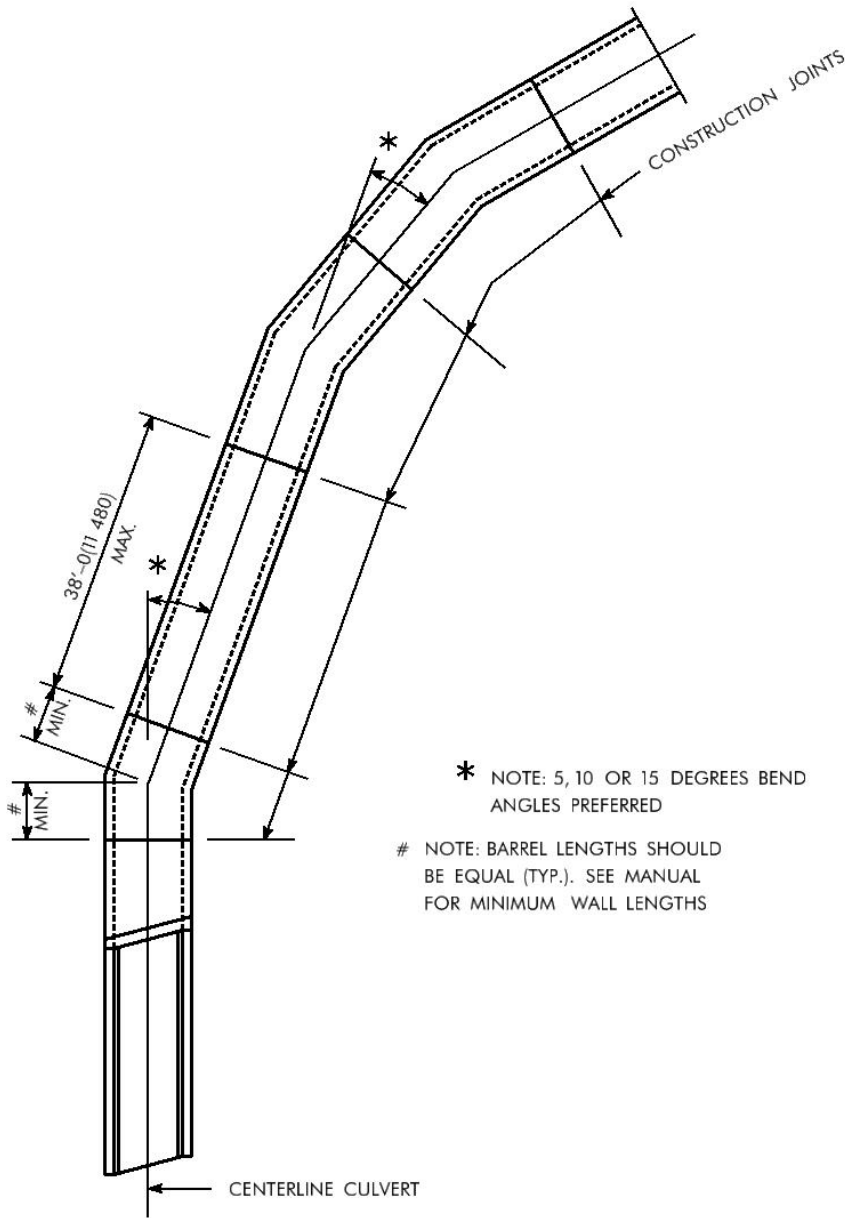 *
CONSTRUCTION JOINTS
38'-0(11 480)
MAX.
*
#
MIN.
#
MIN.
* NOTE: 5, 10 OR 15 DEGREES BEND
ANGLES PREFERRED
# NOTE: BARREL LENGTHS SHOULD
BE EQUAL (TYP.). SEE MANUAL
FOR MINIMUM WALL LENGTHS
CENTERLINE CULVERT